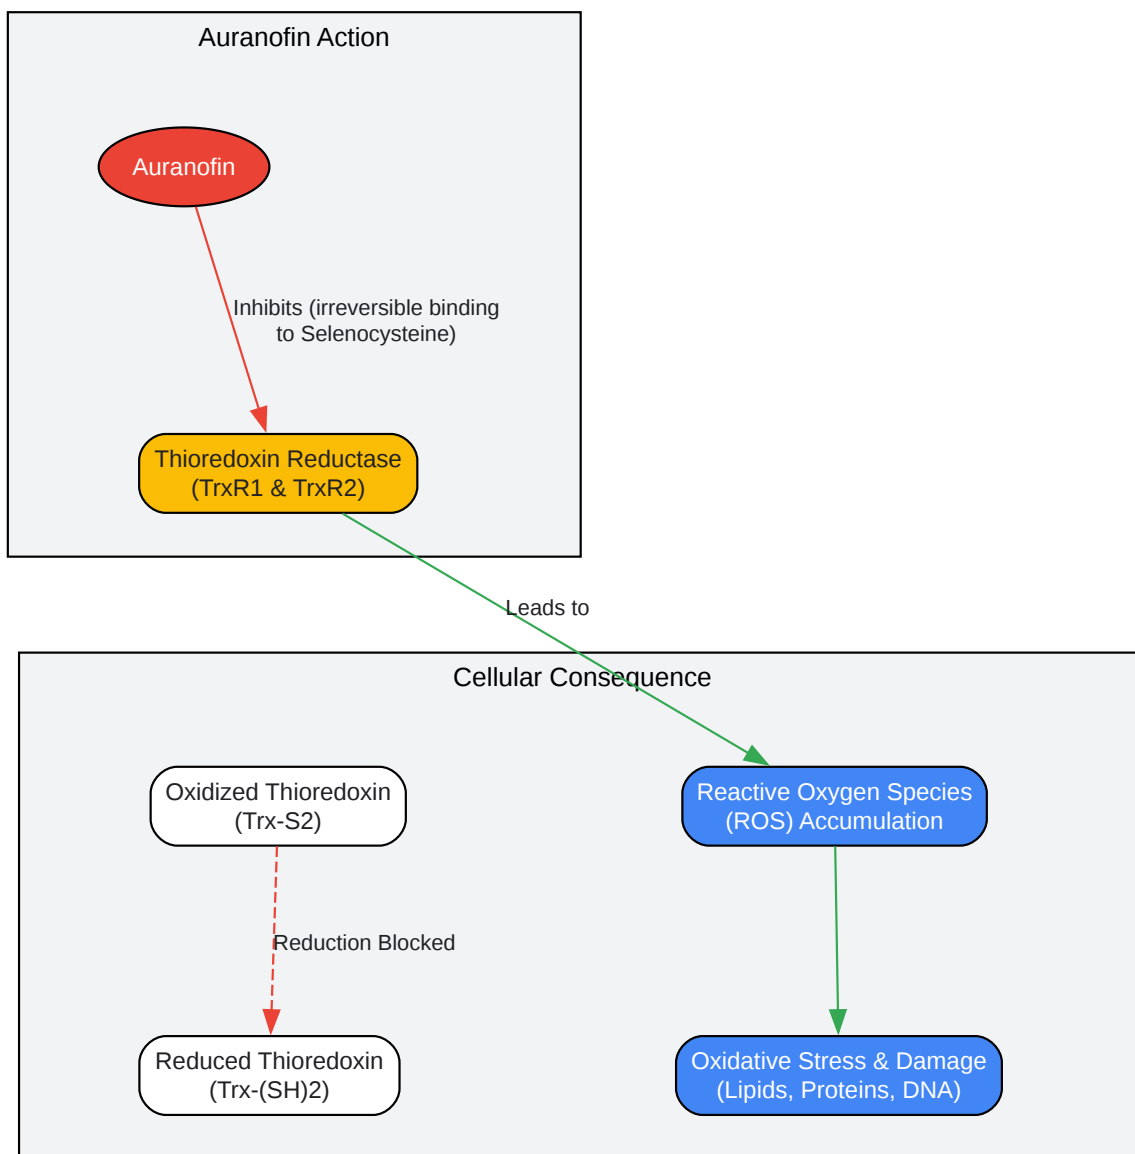 Auranofin Action
Auranofin
Inhibits (irreversible binding
to Selenocysteine)
Thioredoxin Reductase
(TrxR1 & TrxR2)
Leads to
Cellular Consequence
Oxidized Thioredoxin
(Trx-S2)
Reactive Oxygen Species
(ROS) Accumulation
Reduction Blocked
Reduced Thioredoxin
(Trx-(SH)2)
Oxidative Stress & Damage
(Lipids, Proteins, DNA)